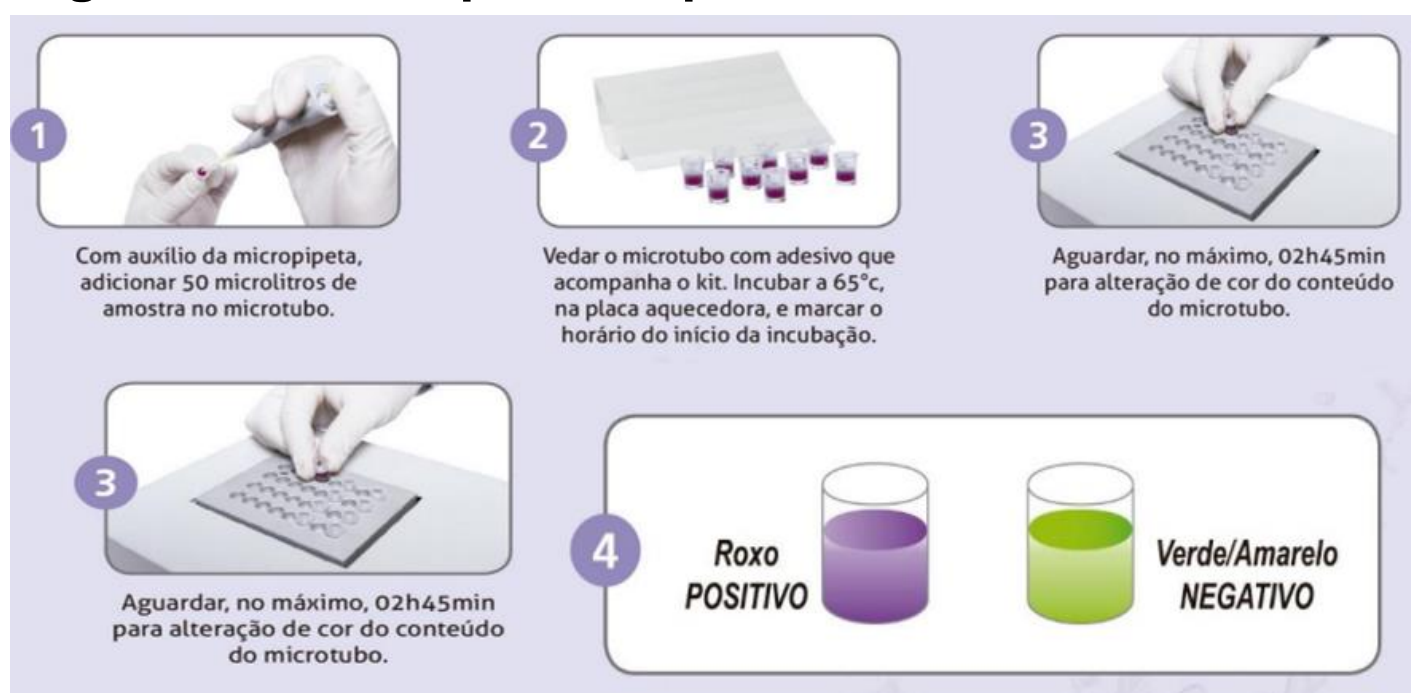 1
Com auxílio da micropipeta,
adicionar 50 microlitros de
amostra no microtubo.
2
Vedar o microtubo com adesivo que
acompanha o kit. Incubar a 65°c,
na placa aquecedora, e marcar o
horário do início da incubação.
3
Aguardar, no máximo, 02h45min
para alteração de cor do conteúdo
do microtubo.
3
Aguardar, no máximo, 02h45min
para alteração de cor do conteúdo
do microtubo.
4
Roxo
POSITIVO
Verde/Amarelo
NEGATIVO